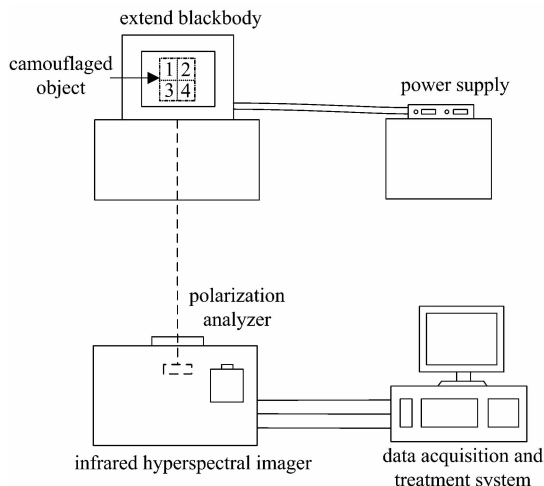 extend blackbody
camouflaged
object
1 2
3 4
power supply
polarization
analyzer
infrared hyperspectral imager
data acquisition and
treatment system